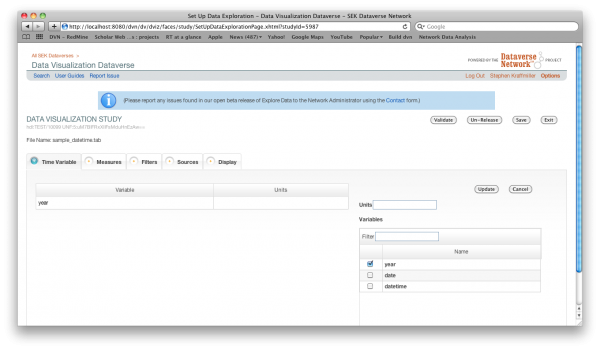 Set Up Data Exploration – Data Visualization Dataverse – SEK Dataverse Network
http://localhost:8080/dvn/dv/dviz/faces/study/SetUpDataExplorationPage.xhtml?studyId=5987
Google
DVN – RedMine Scholar Web ...s : projects RT at a glance Apple News (487) Yahoo! Google Maps YouTube Popular Build dvn Network Data Analysis
All SEK Dataverses >
Data Visualization Dataverse
POWERED BY THE Dataverse Network PROJECT
Search User Guides Report Issue
Log Out Stephen Kraffmiller Options
(Please report any issues found in our open beta release of Explore Data to the Network Administrator using the Contact form.)
DATA VISUALIZATION STUDY
Validate Un-Release Save Exit
File Name: sample_datetime.tab
Time Variable Measures Filters Sources Display
Variable Units
year
Update Cancel
Units
Variables
Filter
Name
year
date
datetime